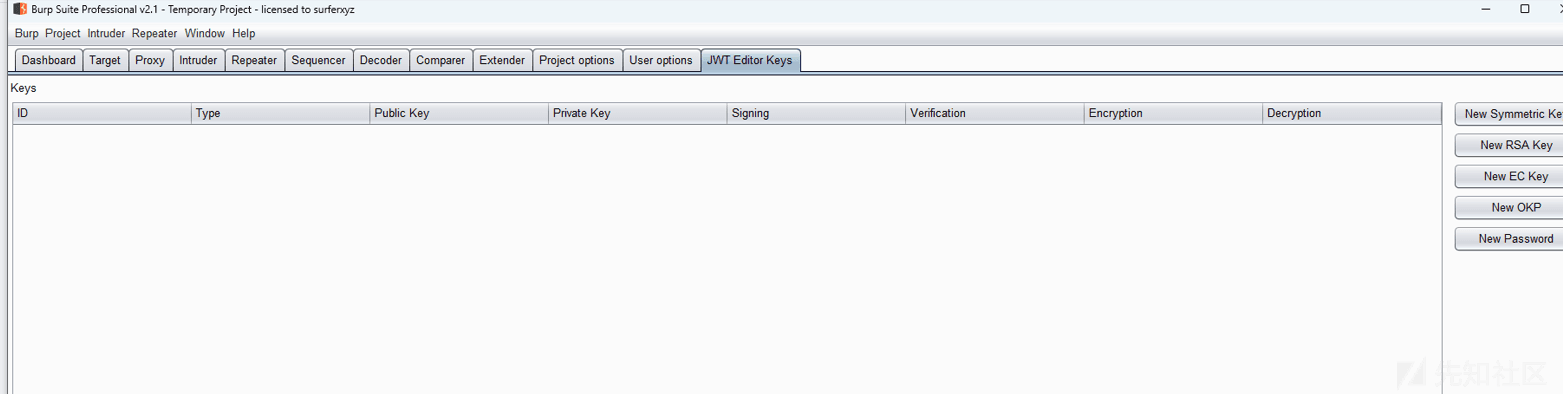 Burp Suite Professional v2.1 - Temporary Project - licensed to surferxyz
Burp Project Intruder Repeater Window Help
Dashboard Target Proxy Intruder Repeater Sequencer Decoder Comparer Extender Project options User options JWT Editor Keys
Keys
ID Type Public Key Private Key Signing Verification Encryption Decryption
New Symmetric Ke
New RSA Key
New EC Key
New OKP
New Password
先知社区